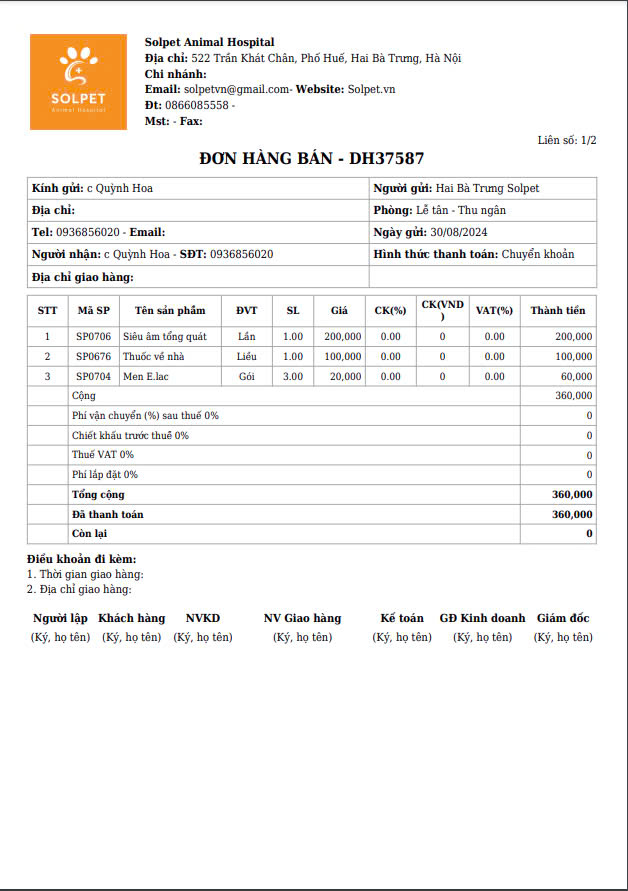 SOLPET
Animal Hospital
Solpet Animal Hospital
Địa chỉ: 522 Trần Khát Chân, Phố Huế, Hai Bà Trưng, Hà Nội
Chi nhánh:
Email: solpetvn@gmail.com- Website: Solpet.vn
Đt: 0866085558 -
Mst: - Fax:
Liên số: 1/2
ĐƠN HÀNG BÁN - DH37587
Kính gửi: c Quỳnh Hoa Người gửi: Hai Bà Trưng Solpet
Địa chỉ: Phòng: Lễ tân - Thu ngân
Tel: 0936856020 - Email: Ngày gửi: 30/08/2024
Người nhận: c Quỳnh Hoa - SĐT: 0936856020 Hình thức thanh toán: Chuyển khoản
Địa chỉ giao hàng:
STT Mã SP Tên sản phẩm ĐVT SL Giá CK(%) CK(VND) VAT(%) Thành tiền
1 SP0706 Siêu âm tổng quát Lần 1.00 200,000 0.00 0 0.00 200,000
2 SP0676 Thuốc về nhà Liều 1.00 100,000 0.00 0 0.00 100,000
3 SP0704 Men E.lac Gói 3.00 20,000 0.00 0 0.00 60,000
Cộng 360,000
Phí vận chuyển (%) sau thuế 0% 0
Chiết khấu trước thuế 0% 0
Thuế VAT 0% 0
Phí lắp đặt 0% 0
Tổng cộng 360,000
Đã thanh toán 360,000
Còn lại 0
Điều khoản đi kèm:
1. Thời gian giao hàng:
2. Địa chỉ giao hàng:
Người lập Khách hàng NVKD NV Giao hàng Kế toán GĐ Kinh doanh Giám đốc
(Ký, họ tên) (Ký, họ tên) (Ký, họ tên) (Ký, họ tên) (Ký, họ tên) (Ký, họ tên) (Ký, họ tên)